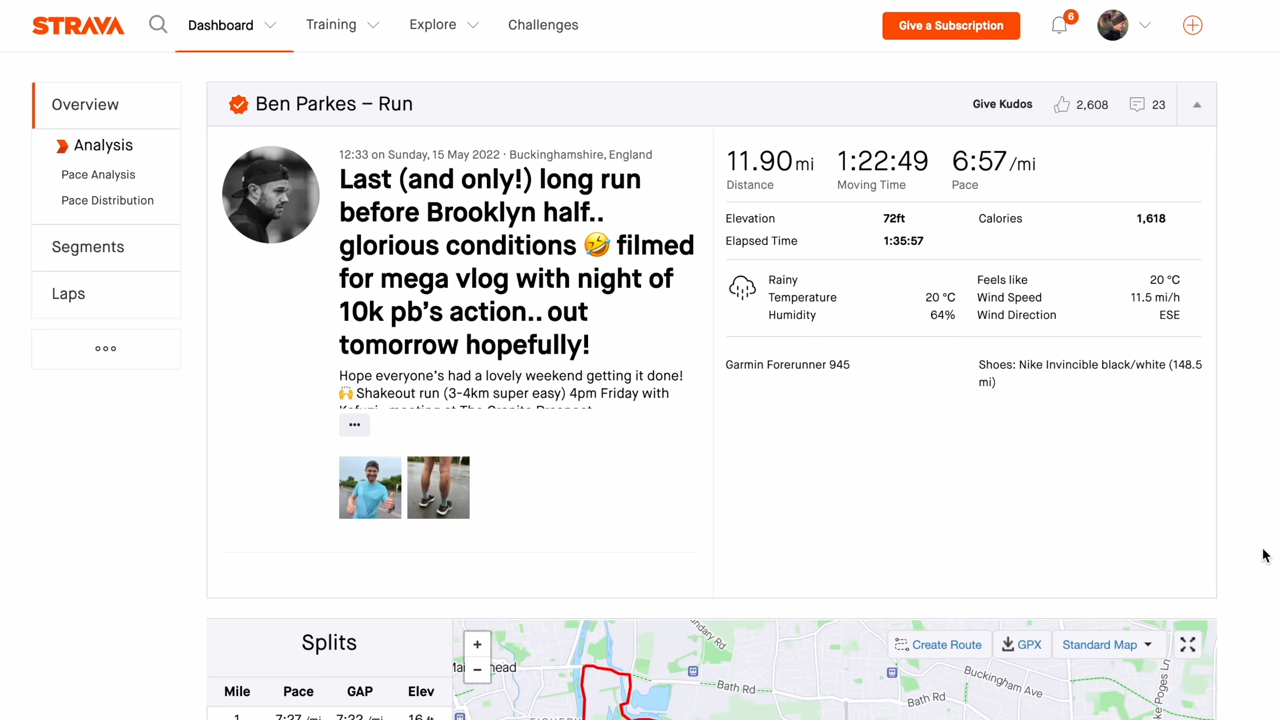 STRAVA
Dashboard
Training
Explore
Challenges
Give a Subscription
6
Overview
Analysis
Pace Analysis
Pace Distribution
Segments
Laps
Ben Parkes – Run
Give Kudos
2,608
23
12:33 on Sunday, 15 May 2022 · Buckinghamshire, England
Last (and only!) long run
before Brooklyn half..
glorious conditions 🤣 filmed
for mega vlog with night of
10k pb's action.. out
tomorrow hopefully!
Hope everyone's had a lovely weekend getting it done!
🙌 Shakeout run (3-4km super easy) 4pm Friday with
11.90 mi
1:22:49
6:57 /mi
Distance
Moving Time
Pace
Elevation
72ft
Calories
1,618
Elapsed Time
1:35:57
Rainy
Temperature
20 °C
Humidity
64%
Feels like
20 °C
Wind Speed
11.5 mi/h
Wind Direction
ESE
Garmin Forerunner 945
Shoes: Nike Invincible black/white (148.5
mi)
Splits
Mile
Pace
GAP
Elev
+
−
Create Route
GPX
Standard Map
Bath Rd
Bath Rd
Buckingham Ave